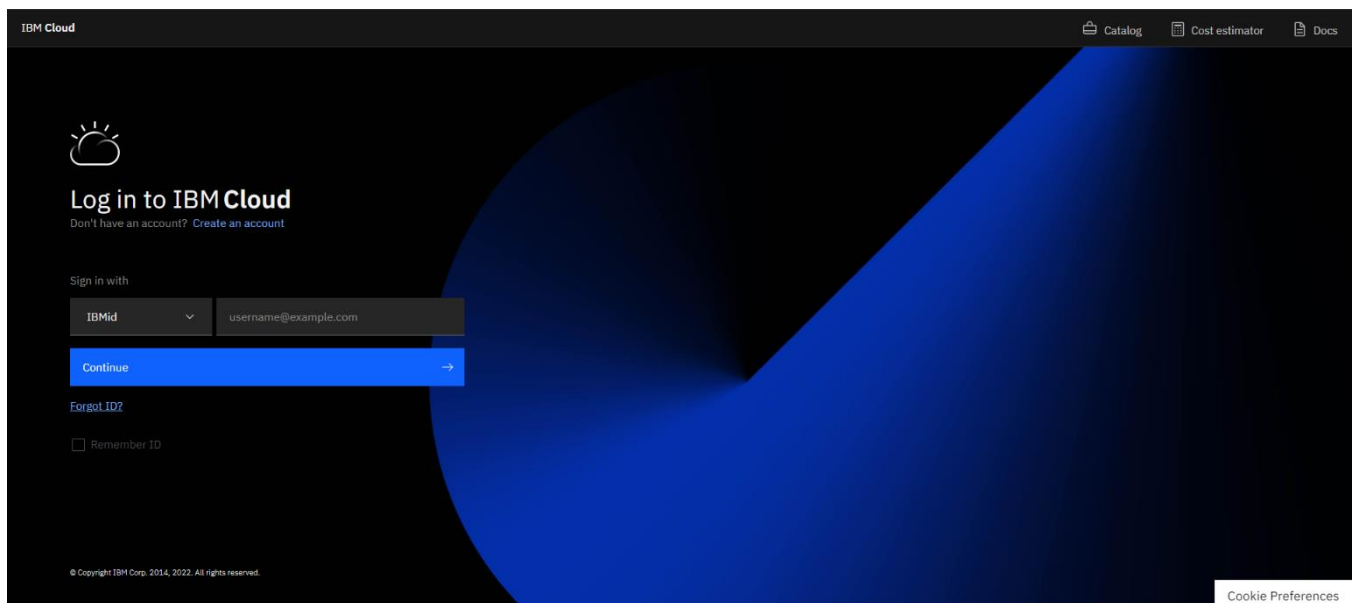 IBM Cloud
Catalog
Cost estimator
Docs
Log in to IBM Cloud
Don't have an account? Create an account
Sign in with
IBMid
username@example.com
Continue
Forgot ID?
Remember ID
© Copyright IBM Corp. 2014, 2022. All rights reserved.
Cookie Preferences